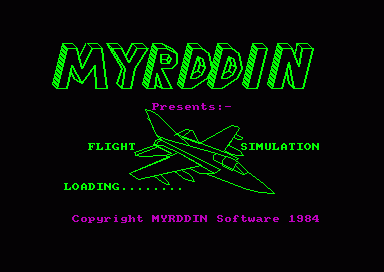 MYRDDIN
Presents:-
FLIGHT SIMULATION
LOADING........
Copyright MYRDDIN Software 1984